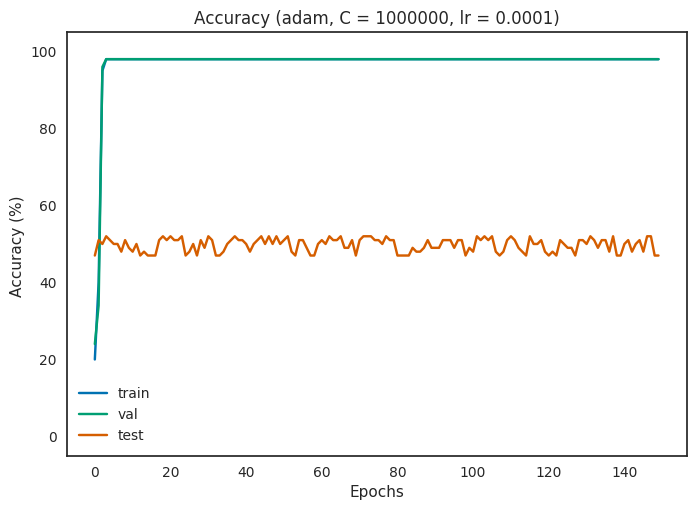 Accuracy (adam, C = 1000000, lr = 0.0001)
Accuracy (%)
100
80
60
40
20
0
train
val
test
0 20 40 60 80 100 120 140
Epochs